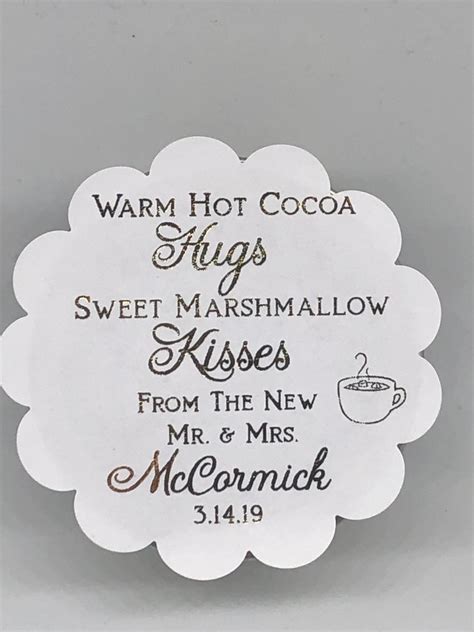 Warm Hot Cocoa
Hugs
Sweet Marshmallow
Kisses
From The New
Mr. & Mrs.
McCormick
3.14.19